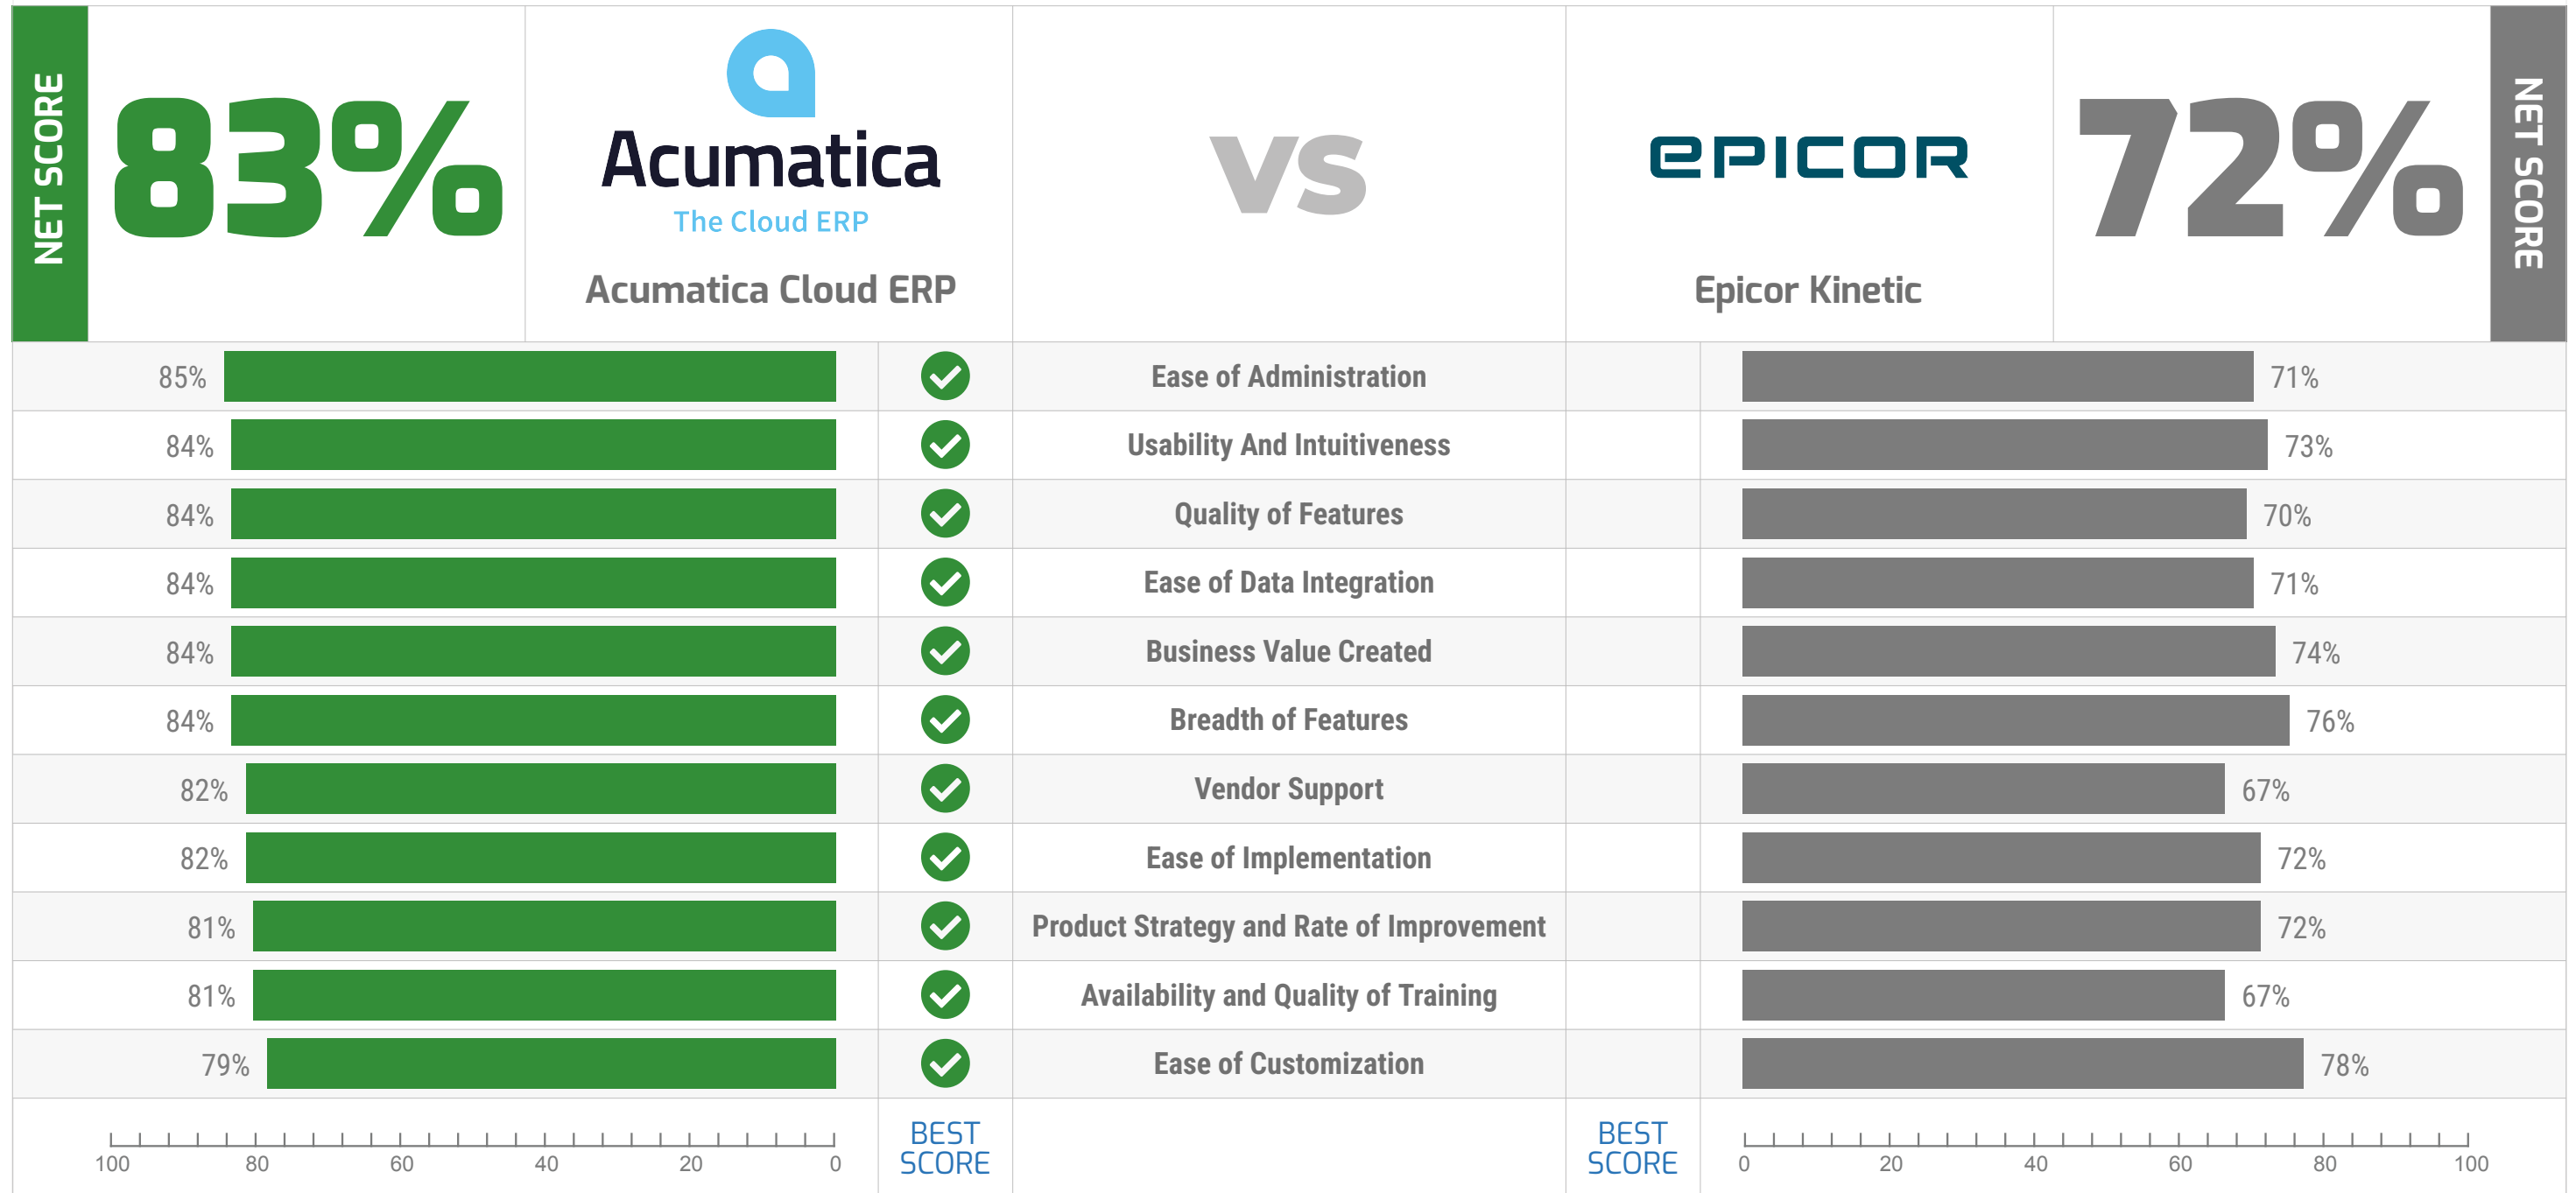 NET SCORE
83%
Acumatica
The Cloud ERP
Acumatica Cloud ERP
VS
EPICOR
Epicor Kinetic
72%
NET SCORE
85% Ease of Administration 71%
84% Usability And Intuitiveness 73%
84% Quality of Features 70%
84% Ease of Data Integration 71%
84% Business Value Created 74%
84% Breadth of Features 76%
82% Vendor Support 67%
82% Ease of Implementation 72%
81% Product Strategy and Rate of Improvement 72%
81% Availability and Quality of Training 67%
79% Ease of Customization 78%
100 80 60 40 20 0
BEST
SCORE
BEST
SCORE
0 20 40 60 80 100